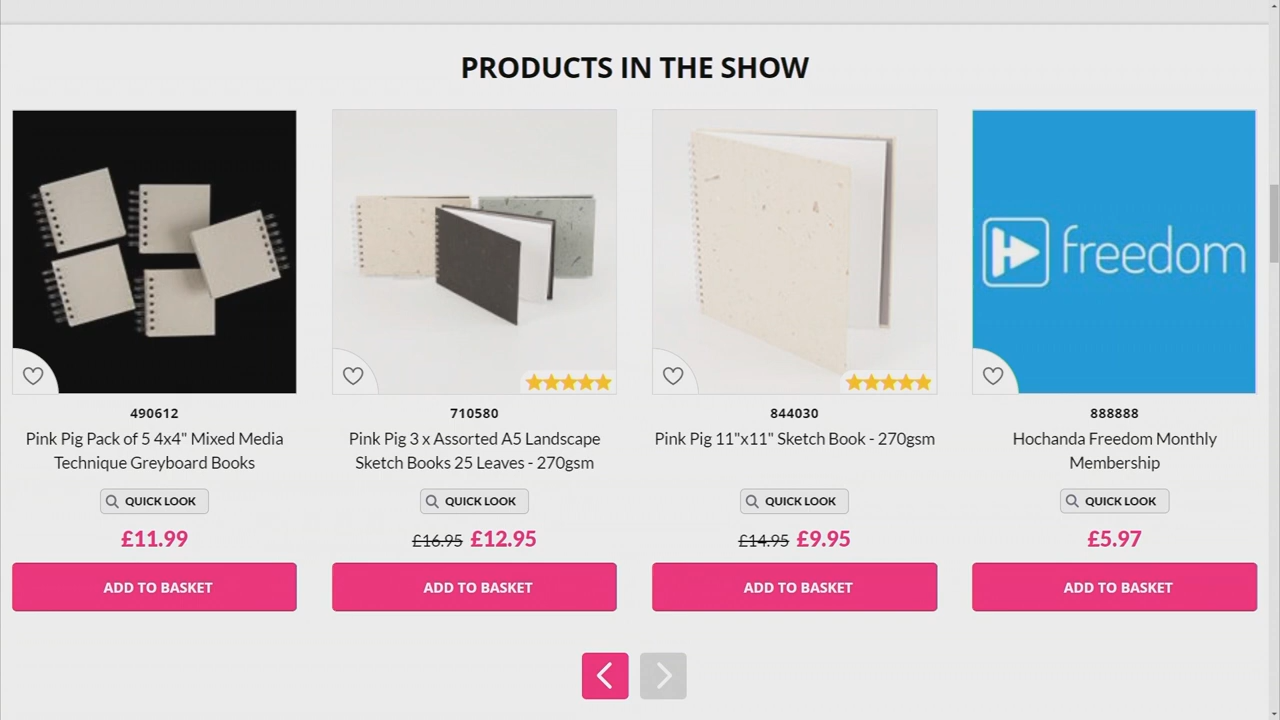 PRODUCTS IN THE SHOW
freedom
490612
Pink Pig Pack of 5 4x4" Mixed Media
Technique Greyboard Books
QUICK LOOK
£11.99
ADD TO BASKET
710580
Pink Pig 3 x Assorted A5 Landscape
Sketch Books 25 Leaves - 270gsm
QUICK LOOK
£16.95 £12.95
ADD TO BASKET
844030
Pink Pig 11"x11" Sketch Book - 270gsm
QUICK LOOK
£14.95 £9.95
ADD TO BASKET
888888
Hochanda Freedom Monthly
Membership
QUICK LOOK
£5.97
ADD TO BASKET